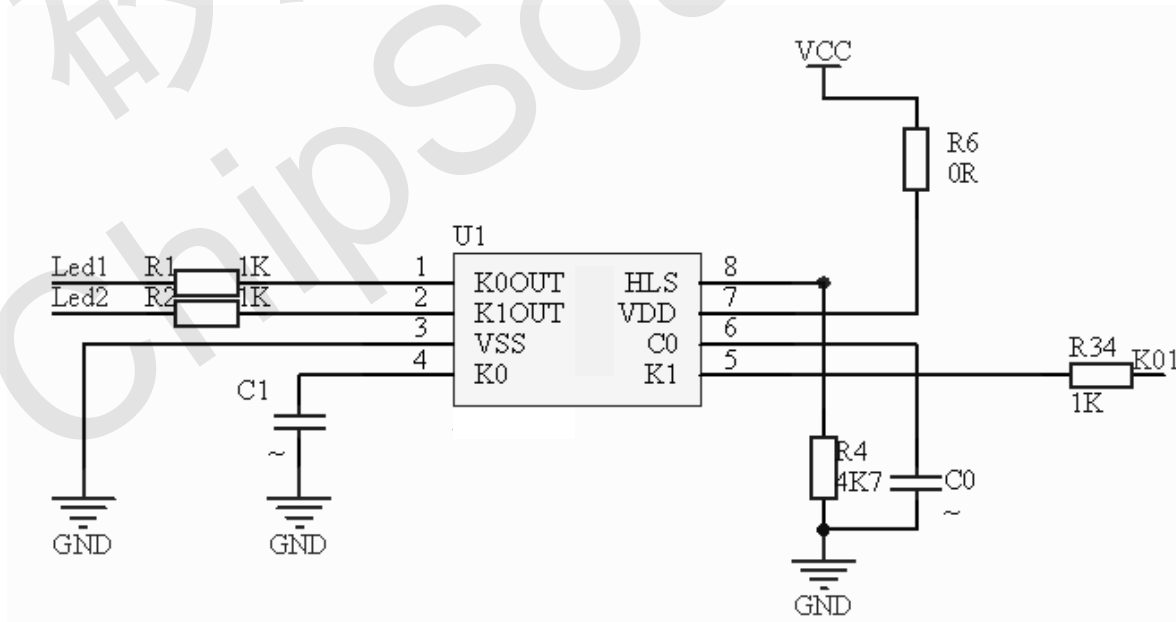 VCC
R6
0R
U1
Led1 R1 1K 1 K0OUT HLS 8
Led2 R2 1K 2 K1OUT VDD 7
3 VSS C0 6
4 K0 K1 5 R34 K01
1K
C1
~
R4
4K7 C0
~
GND GND
GND
ChipSo